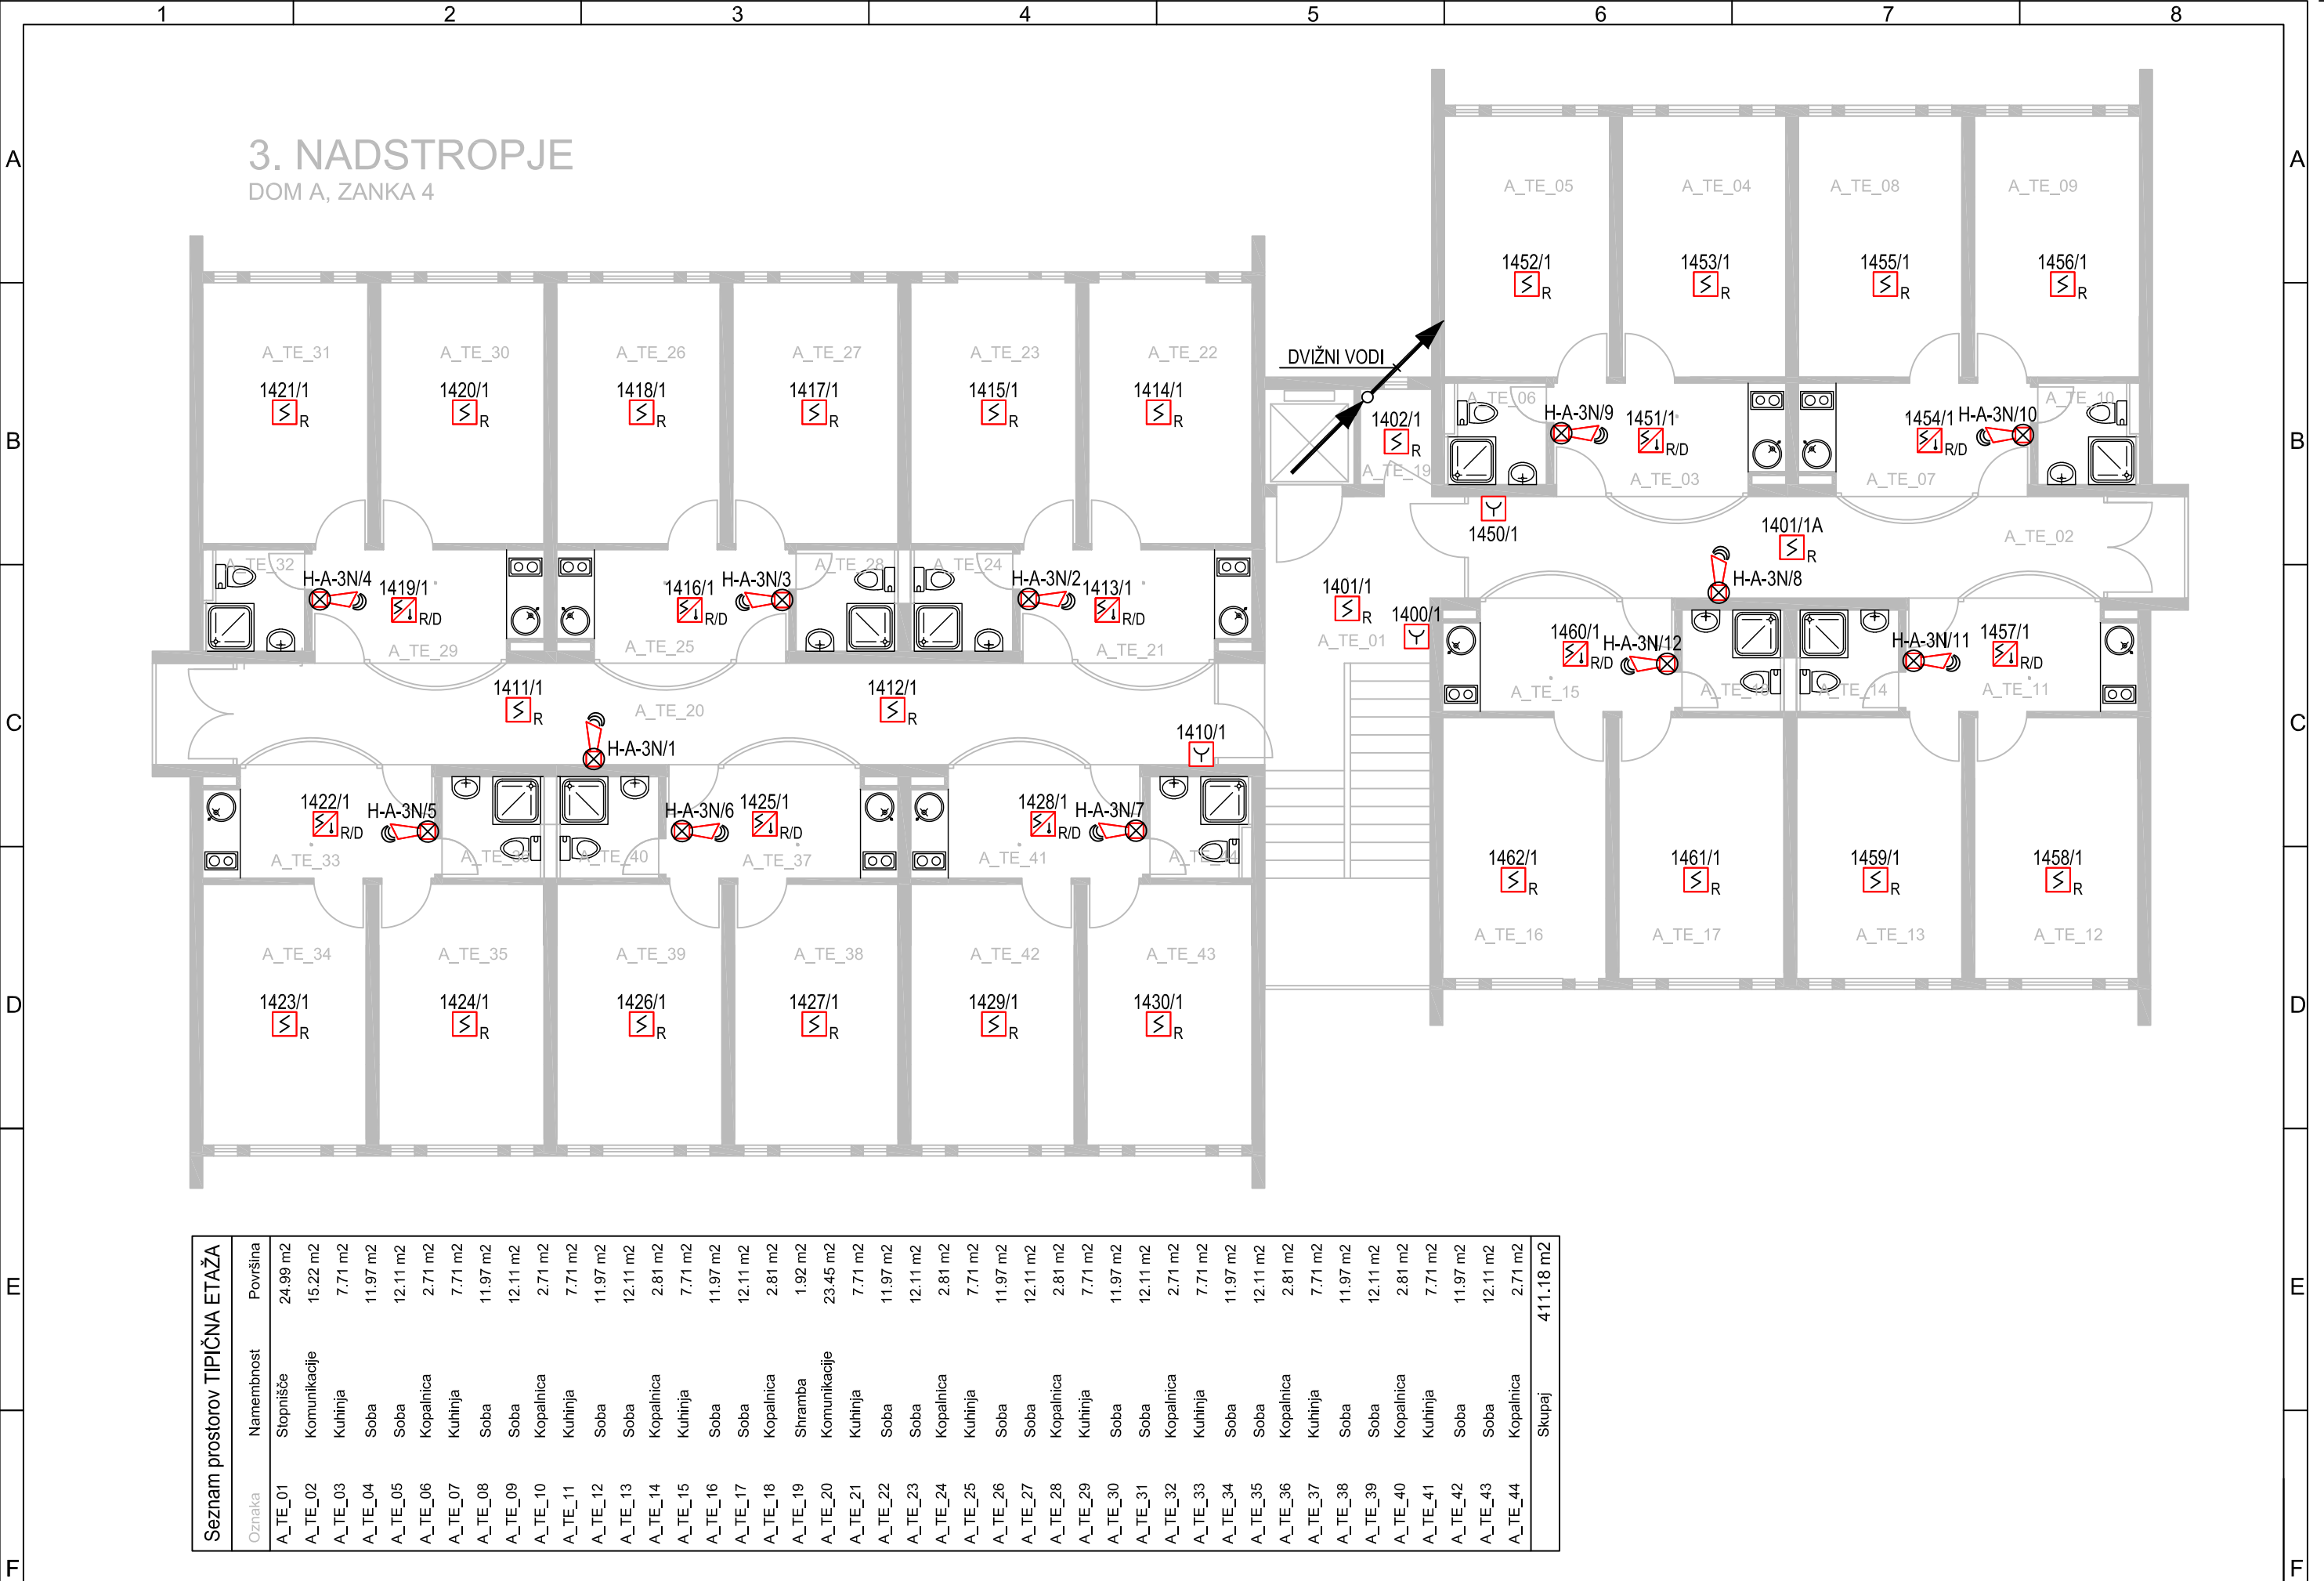 1 2 3 4 5 6 7 8
A A
3. NADSTROPJE
DOM A, ZANKA 4
A_TE_05 A_TE_04 A_TE_08 A_TE_09
1452/1 R 1453/1 R 1455/1 R 1456/1 R
A_TE_31 A_TE_30 A_TE_26 A_TE_27 A_TE_23 A_TE_22
DVIŽNI VODI
1421/1 R 1420/1 R 1418/1 R 1417/1 R 1415/1 R 1414/1 R
A_TE_06 A_TE_10
1402/1 R H-A-3N/9 1451/1 R/D 1454/1 R/D H-A-3N/10
B B
A_TE_19 A_TE_03 A_TE_07
1450/1 1401/1A R A_TE_02
A_TE_32 A_TE_28 A_TE_24
H-A-3N/4 1419/1 R/D 1416/1 R/D H-A-3N/3 H-A-3N/2 1413/1 R/D
1401/1 R 1400/1 H-A-3N/8
A_TE_29 A_TE_25 A_TE_21 A_TE_01
1460/1 R/D H-A-3N/12 H-A-3N/11 1457/1 R/D
A_TE_15 A_TE_14 A_TE_11
1411/1 R A_TE_20 1412/1 R
C C
H-A-3N/1 1410/1
1422/1 R/D H-A-3N/5 H-A-3N/6 1425/1 R/D 1428/1 R/D H-A-3N/7
A_TE_33 A_TE_40 A_TE_37 A_TE_41
1462/1 R 1461/1 R 1459/1 R 1458/1 R
A_TE_16 A_TE_17 A_TE_13 A_TE_12
A_TE_34 A_TE_35 A_TE_39 A_TE_38 A_TE_42 A_TE_43
1423/1 R 1424/1 R 1426/1 R 1427/1 R 1429/1 R 1430/1 R
D D
E E
F F
Seznam prostorov TIPIČNA ETAŽA
Oznaka Namembnost Površina
A_TE_01 Stopnišče 24.99 m2
A_TE_02 Komunikacije 15.22 m2
A_TE_03 Kuhinja 7.71 m2
A_TE_04 Soba 11.97 m2
A_TE_05 Soba 12.11 m2
A_TE_06 Kopalnica 2.71 m2
A_TE_07 Kuhinja 7.71 m2
A_TE_08 Soba 11.97 m2
A_TE_09 Soba 12.11 m2
A_TE_10 Kopalnica 2.71 m2
A_TE_11 Kuhinja 7.71 m2
A_TE_12 Soba 11.97 m2
A_TE_13 Soba 12.11 m2
A_TE_14 Kopalnica 2.81 m2
A_TE_15 Kuhinja 7.71 m2
A_TE_16 Soba 11.97 m2
A_TE_17 Soba 12.11 m2
A_TE_18 Kopalnica 2.81 m2
A_TE_19 Shramba 1.92 m2
A_TE_20 Komunikacije 23.45 m2
A_TE_21 Kuhinja 7.71 m2
A_TE_22 Soba 11.97 m2
A_TE_23 Soba 12.11 m2
A_TE_24 Kopalnica 2.81 m2
A_TE_25 Kuhinja 7.71 m2
A_TE_26 Soba 11.97 m2
A_TE_27 Soba 12.11 m2
A_TE_28 Kopalnica 2.81 m2
A_TE_29 Kuhinja 7.71 m2
A_TE_30 Soba 11.97 m2
A_TE_31 Soba 12.11 m2
A_TE_32 Kopalnica 2.71 m2
A_TE_33 Kuhinja 7.71 m2
A_TE_34 Soba 11.97 m2
A_TE_35 Soba 12.11 m2
A_TE_36 Kopalnica 2.81 m2
A_TE_37 Kuhinja 7.71 m2
A_TE_38 Soba 11.97 m2
A_TE_39 Soba 12.11 m2
A_TE_40 Kopalnica 2.81 m2
A_TE_41 Kuhinja 7.71 m2
A_TE_42 Soba 11.97 m2
A_TE_43 Soba 12.11 m2
A_TE_44 Kopalnica 2.71 m2
Skupaj 411.18 m2